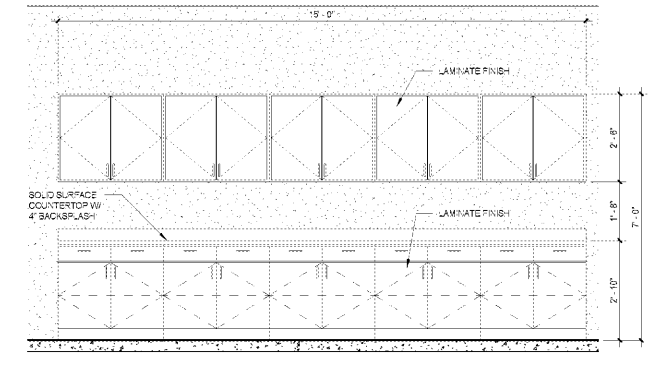 15' - 0"
LAMINATE FINISH
2' - 6"
SOLID SURFACE
COUNTERTOP W/
4" BACKSPLASH
LAMINATE FINISH
1' - 8"
7' - 0"
2' - 10"